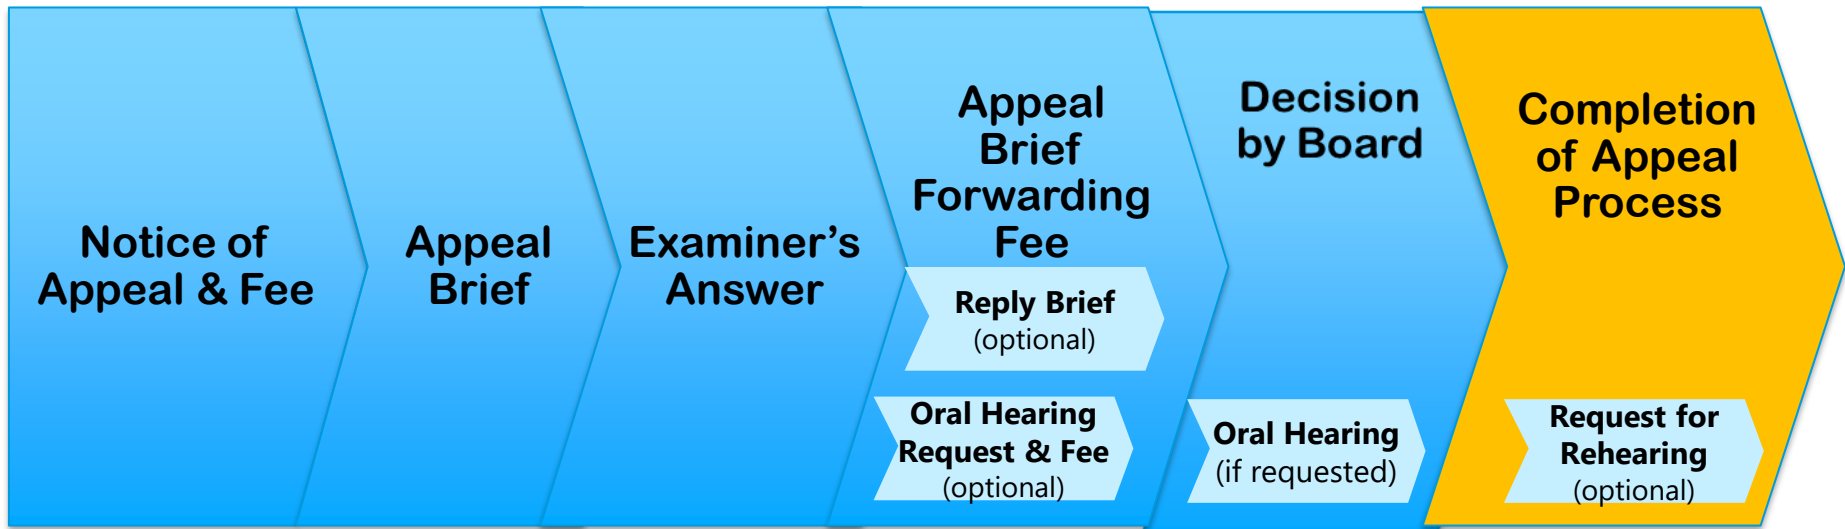 Notice of
Appeal & Fee
Appeal
Brief
Examiner’s
Answer
Appeal
Brief
Forwarding
Fee
Reply Brief
(optional)
Oral Hearing
Request & Fee
(optional)
Decision
by Board
Oral Hearing
(if requested)
Completion
of Appeal
Process
Request for
Rehearing
(optional)